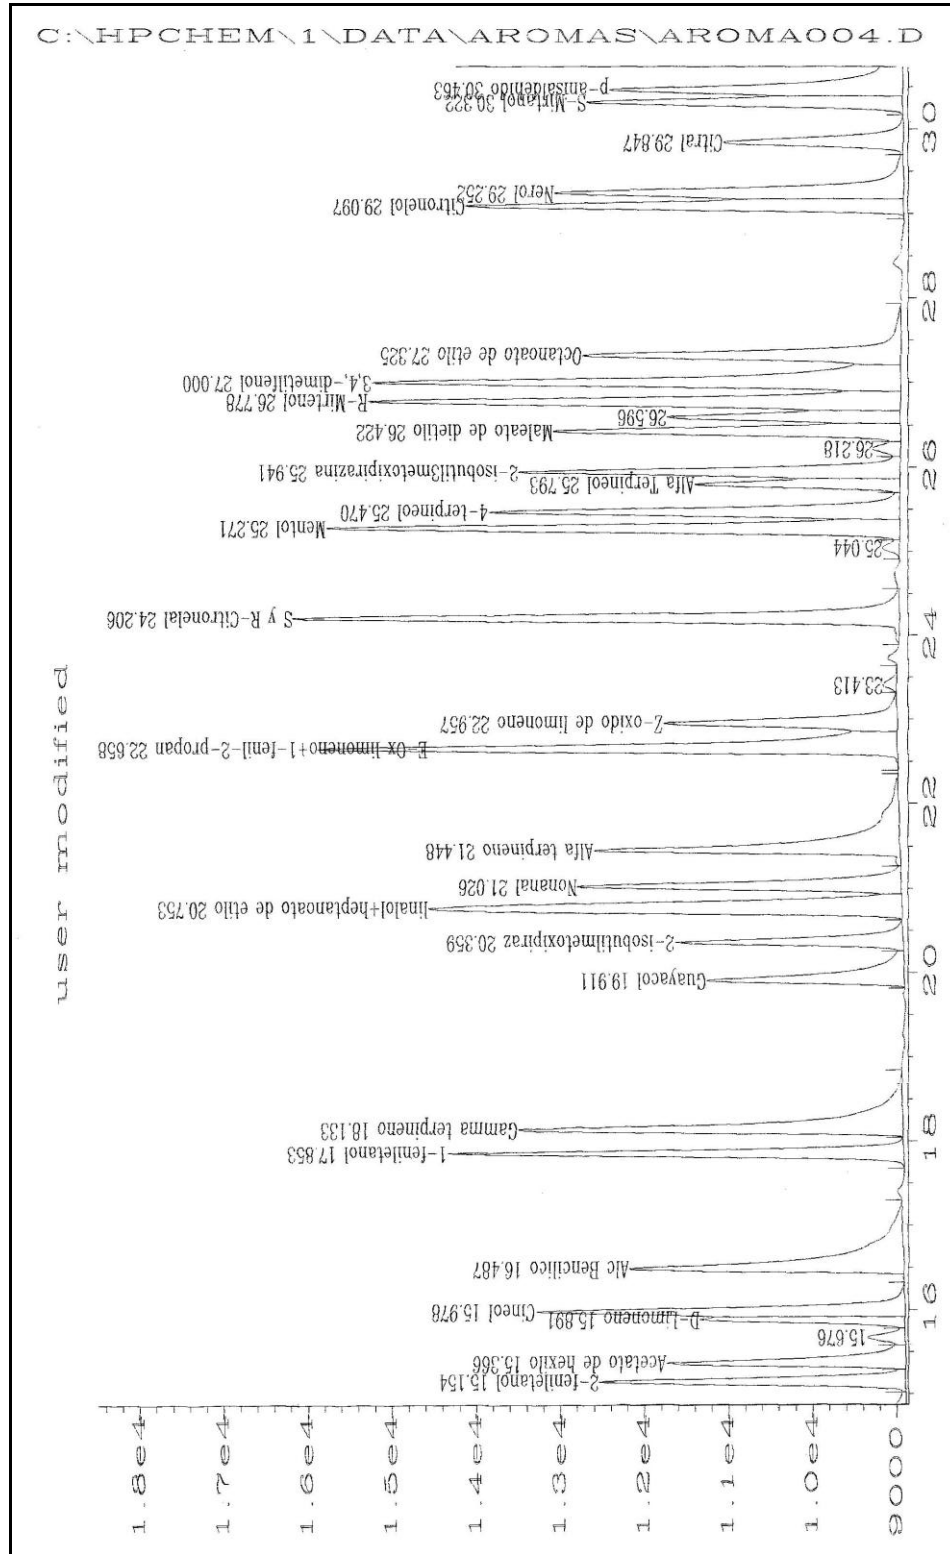 C:\HPCHEM\1\DATA\AROMAS\AROMA004.D
user modified
p-anisaldehido 30.463
S-Mirtanol 30.322
Citral 29.847
Nerol 29.252
Citronelol 29.097
Octanoato de etilo 27.325
3,4,-dimetilfenol 27.000
R-Mirtenol 26.778
26.596
Maleato de dietilo 26.422
26.218
2-isobutil3metoxipirazina 25.941
Alfa Terpineol 25.793
4-terpineol 25.470
Mentol 25.271
25.044
S y R-Citronelal 24.206
23.413
Z-oxido de limoneno 22.957
E-Ox-limoneno+1-fenil-2-propan 22.658
Alfa terpineno 21.448
Nonanal 21.026
linalol+heptanoato de etilo 20.753
2-isobutilmetoxipiraz 20.359
Guayacol 19.911
Gamma terpineno 18.133
1-feniletanol 17.853
Alc Bencilico 16.487
Cineol 15.978
D-Limoneno 15.891
15.676
Acetato de hexilo 15.366
2-feniletanol 15.154
30
28
26
24
22
20
18
16
1.8e4
1.7e4
1.6e4
1.5e4
1.4e4
1.3e4
1.2e4
1.1e4
1.0e4
9000